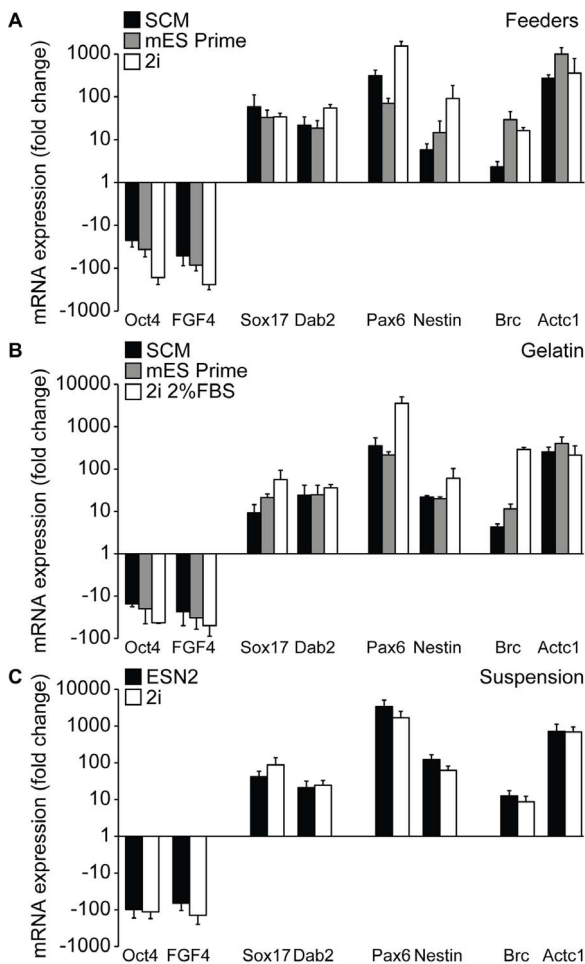 A
SCM
mES Prime
2i
Feeders
mRNA expression (fold change)
1000
100
10
1
-10
-100
-1000
Oct4 FGF4 Sox17 Dab2 Pax6 Nestin Brc Actc1
B
SCM
mES Prime
2i 2%FBS
Gelatin
mRNA expression (fold change)
10000
1000
100
10
1
-10
-100
Oct4 FGF4 Sox17 Dab2 Pax6 Nestin Brc Actc1
C
ESN2
2i
Suspension
mRNA expression (fold change)
10000
1000
100
10
1
-10
-100
-1000
Oct4 FGF4 Sox17 Dab2 Pax6 Nestin Brc Actc1